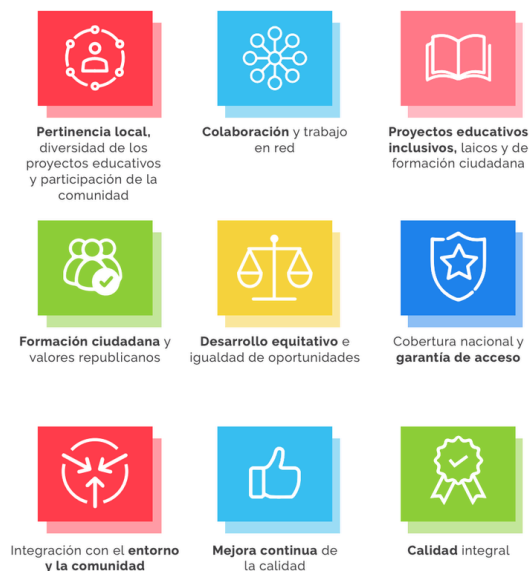 Pertinencia local,
diversidad de los
proyectos educativos
y participación de la
comunidad
Colaboración y trabajo
en red
Proyectos educativos
inclusivos, laicos y de
formación ciudadana
Formación ciudadana y
valores republicanos
Desarrollo equitativo e
igualdad de oportunidades
Cobertura nacional y
garantía de acceso
Integración con el entorno
y la comunidad
Mejora continua de
la calidad
Calidad integral